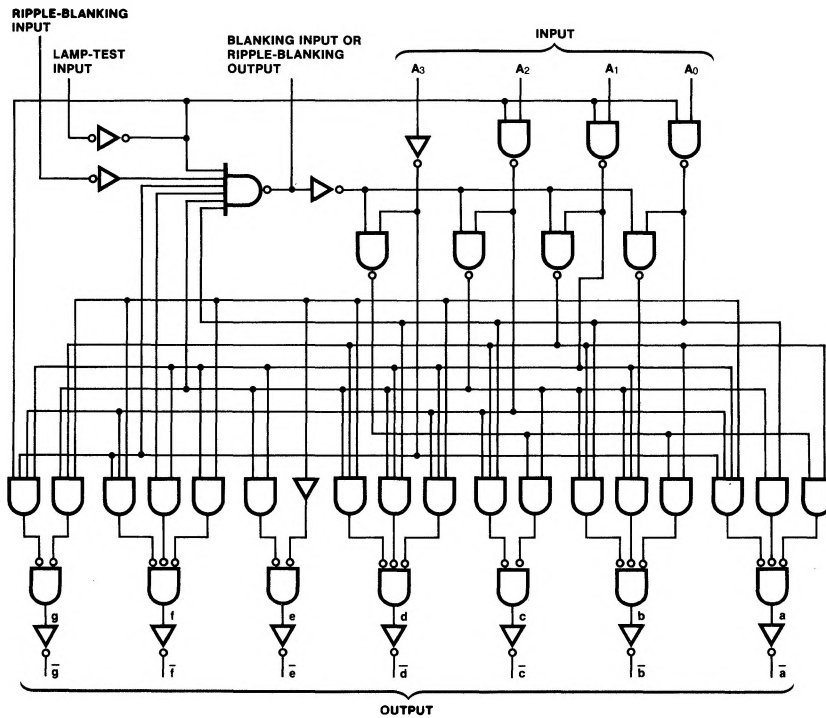 RIPPLE-BLANKING
INPUT
LAMP-TEST
INPUT
BLANKING INPUT OR
RIPPLE-BLANKING
OUTPUT
INPUT
A3 A2 A1 A0
g f e d c b a
g̅ f̅ e̅ d̅ c̅ b̅ a̅
OUTPUT